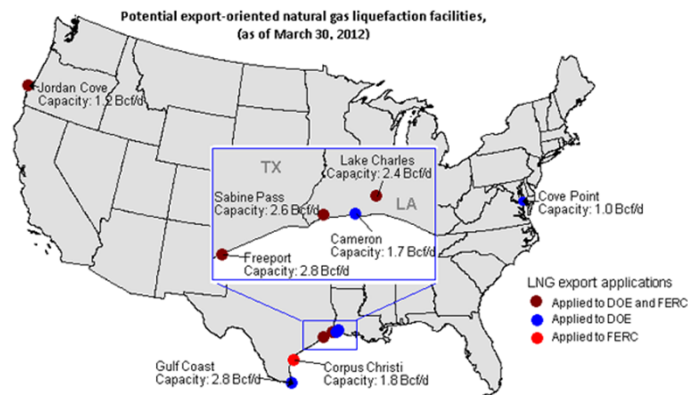 Potential export-oriented natural gas liquefaction facilities,
(as of March 30, 2012)
Jordan Cove
Capacity: 1.2 Bcf/d
TX
Lake Charles
Capacity: 2.4 Bcf/d
LA
Sabine Pass
Capacity: 2.6 Bcf/d
Cameron
Capacity: 1.7 Bcf/d
Freeport
Capacity: 2.8 Bcf/d
Cove Point
Capacity: 1.0 Bcf/d
LNG export applications
Applied to DOE and FERC
Applied to DOE
Applied to FERC
Gulf Coast
Capacity: 2.8 Bcf/d
Corpus Christi
Capacity: 1.8 Bcf/d